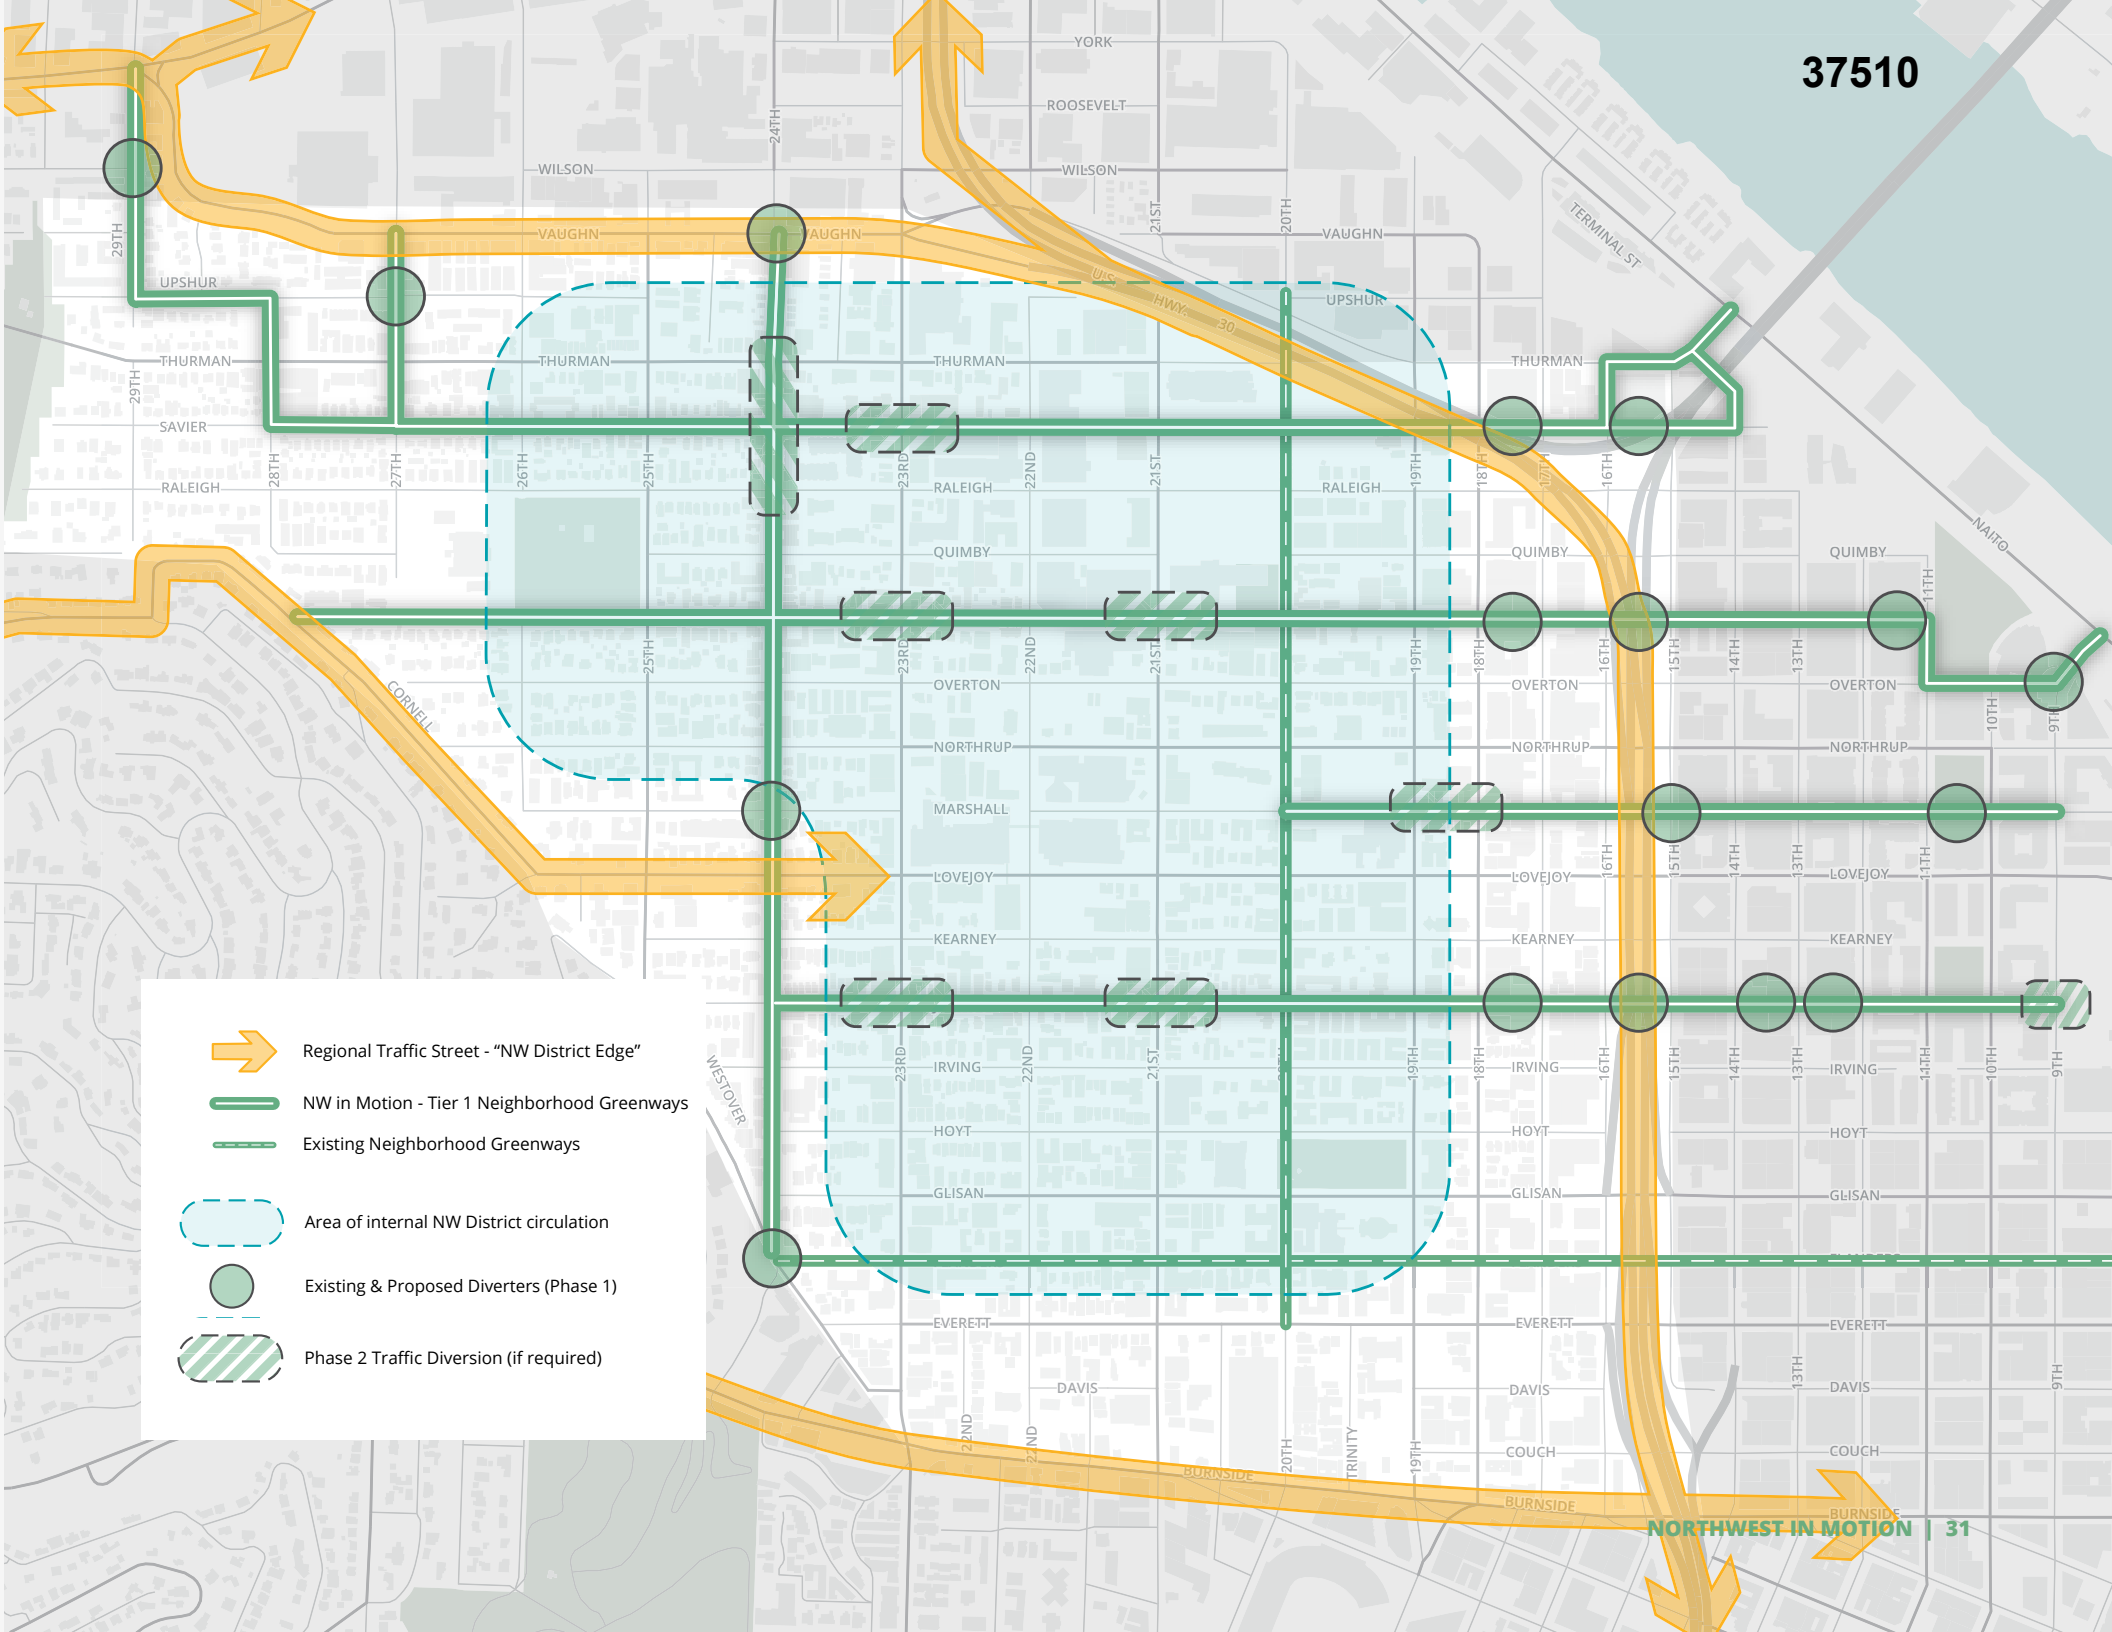 37510
YORK
ROOSEVELT
24TH
WILSON
WILSON
TERMINAL ST
29TH
VAUGHN
VAUGHN
21ST
20TH
VAUGHN
UPSHUR
U.S. HWY. 30
UPSHUR
THURMAN
THURMAN
THURMAN
THURMAN
29TH
SAVIER
28TH
27TH
26TH
25TH
23RD
22ND
21ST
19TH
18TH
17TH
16TH
RALEIGH
RALEIGH
RALEIGH
NAITO
QUIMBY
QUIMBY
QUIMBY
11TH
25TH
23RD
22ND
21ST
19TH
18TH
16TH
15TH
14TH
13TH
CORNELL
OVERTON
OVERTON
OVERTON
10TH
9TH
NORTHRUP
NORTHRUP
NORTHRUP
MARSHALL
LOVEJOY
LOVEJOY
LOVEJOY
16TH
15TH
14TH
13TH
11TH
KEARNEY
KEARNEY
KEARNEY
WESTOVER
23RD
22ND
21ST
19TH
18TH
16TH
15TH
14TH
13TH
11TH
10TH
9TH
IRVING
IRVING
IRVING
HOYT
HOYT
HOYT
GLISAN
GLISAN
GLISAN
EVERETT
EVERETT
EVERETT
DAVIS
DAVIS
DAVIS
13TH
9TH
22ND
22ND
20TH
TRINITY
19TH
COUCH
COUCH
BURNSIDE
BURNSIDE
BURNSIDE
Regional Traffic Street - “NW District Edge”
NW in Motion - Tier 1 Neighborhood Greenways
Existing Neighborhood Greenways
Area of internal NW District circulation
Existing & Proposed Diverters (Phase 1)
Phase 2 Traffic Diversion (if required)
NORTHWEST IN MOTION | 31